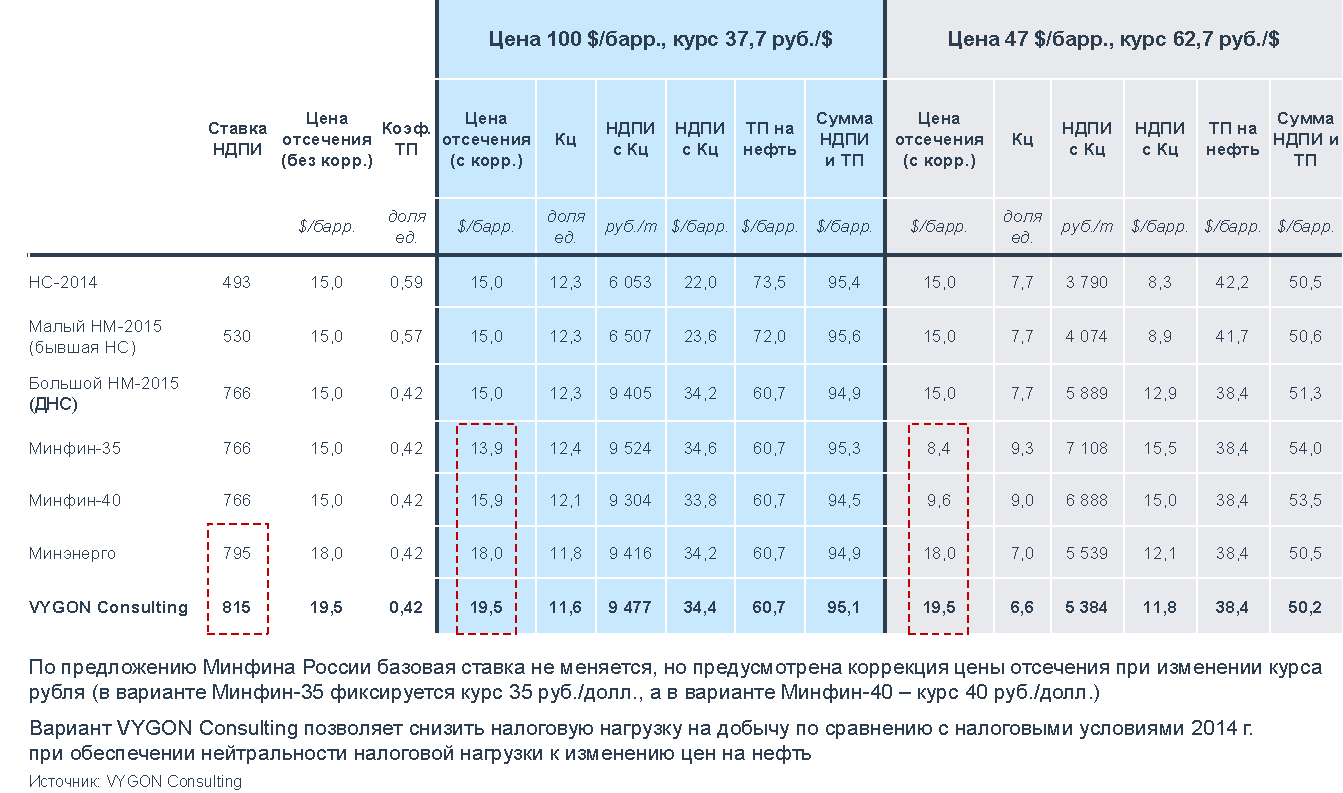 Цена 100 $/барр., курс 37,7 руб./$ Цена 47 $/барр., курс 62,7 руб./$
Ставка НДПИ Цена отсечения (без корр.) Коэф. ТП Цена отсечения (с корр.) Кц НДПИ с Кц НДПИ с Кц ТП на нефть Сумма НДПИ и ТП Цена отсечения (с корр.) Кц НДПИ с Кц НДПИ с Кц ТП на нефть Сумма НДПИ и ТП
$/барр. доля ед. $/барр. доля ед. руб./т $/барр. $/барр. $/барр. $/барр. доля ед. руб./т $/барр. $/барр. $/барр.
НС-2014 493 15,0 0,59 15,0 12,3 6 053 22,0 73,5 95,4 15,0 7,7 3 790 8,3 42,2 50,5
Малый НМ-2015
(бывшая НС) 530 15,0 0,57 15,0 12,3 6 507 23,6 72,0 95,6 15,0 7,7 4 074 8,9 41,7 50,6
Большой НМ-2015
(ДНС) 766 15,0 0,42 15,0 12,3 9 405 34,2 60,7 94,9 15,0 7,7 5 889 12,9 38,4 51,3
Минфин-35 766 15,0 0,42 13,9 12,4 9 524 34,6 60,7 95,3 8,4 9,3 7 108 15,5 38,4 54,0
Минфин-40 766 15,0 0,42 15,9 12,1 9 304 33,8 60,7 94,5 9,6 9,0 6 888 15,0 38,4 53,5
Минэнерго 795 18,0 0,42 18,0 11,8 9 416 34,2 60,7 94,9 18,0 7,0 5 539 12,1 38,4 50,5
VYGON Consulting 815 19,5 0,42 19,5 11,6 9 477 34,4 60,7 95,1 19,5 6,6 5 384 11,8 38,4 50,2
По предложению Минфина России базовая ставка не меняется, но предусмотрена коррекция цены отсечения при изменении курса
рубля (в варианте Минфин-35 фиксируется курс 35 руб./долл., а в варианте Минфин-40 – курс 40 руб./долл.)
Вариант VYGON Consulting позволяет снизить налоговую нагрузку на добычу по сравнению с налоговыми условиями 2014 г.
при обеспечении нейтральности налоговой нагрузки к изменению цен на нефть
Источник: VYGON Consulting